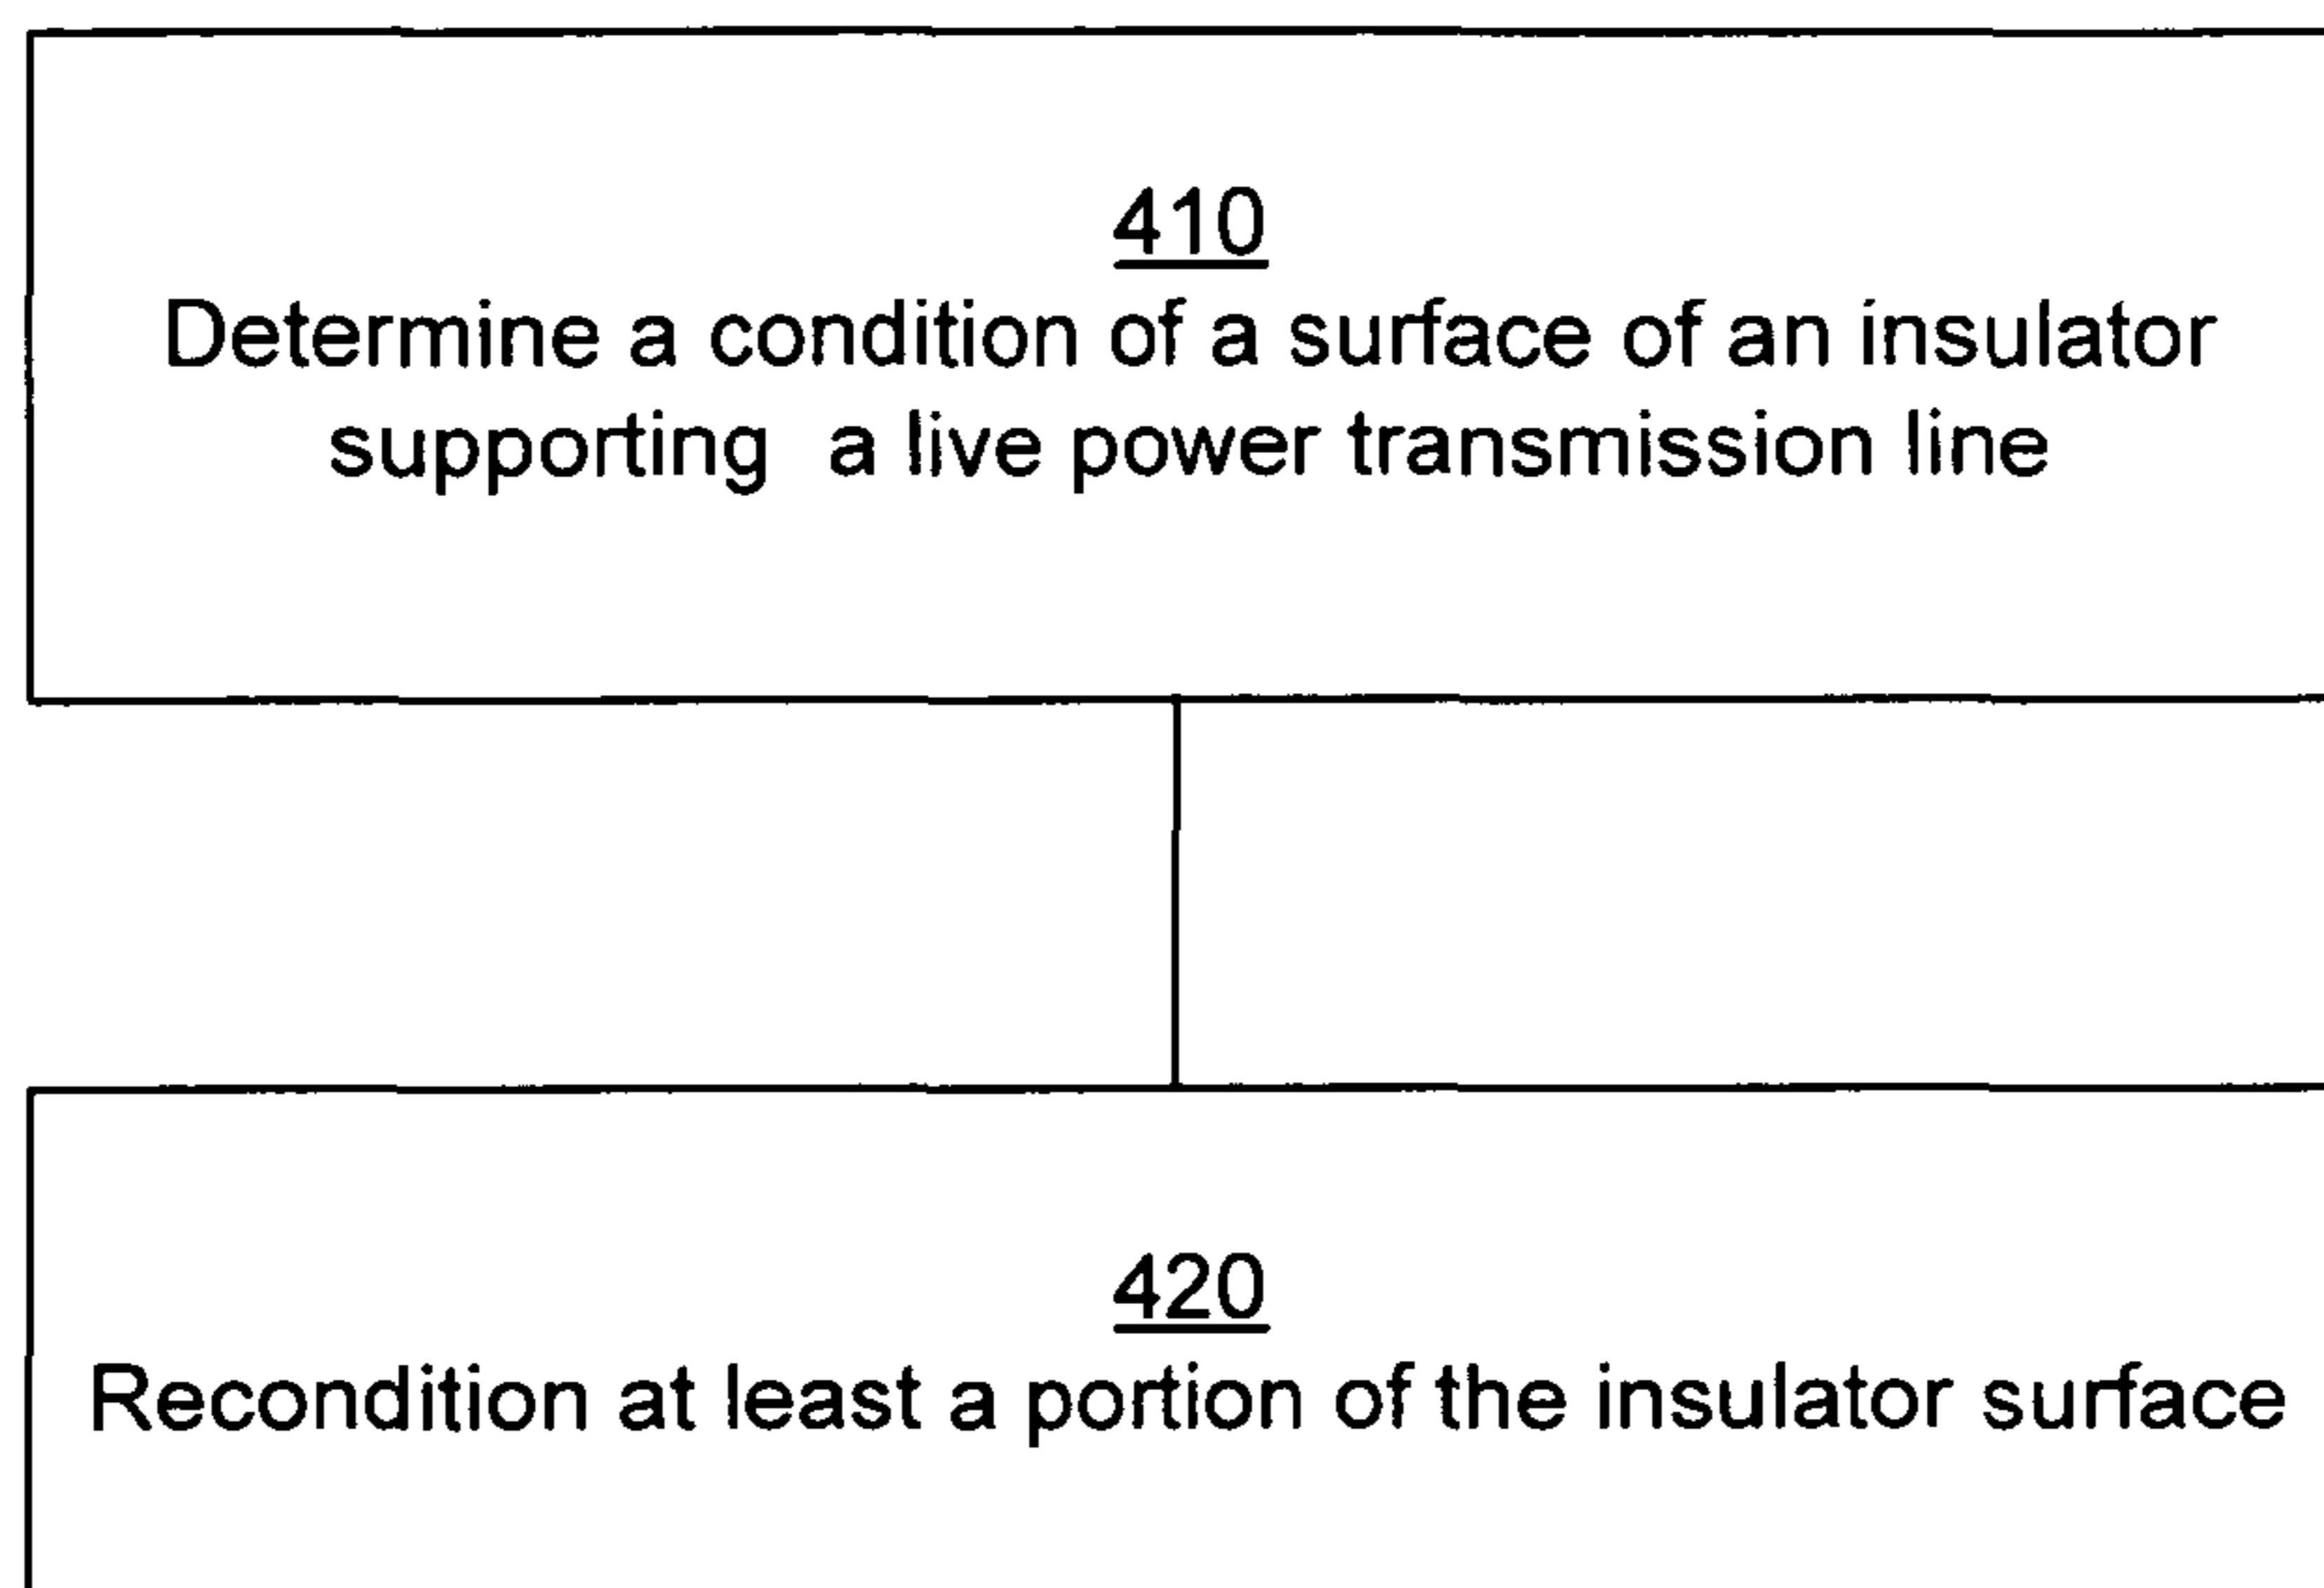 410
Determine a condition of a surface of an insulator
supporting a live power transmission line
420
Recondition at least a portion of the insulator surface